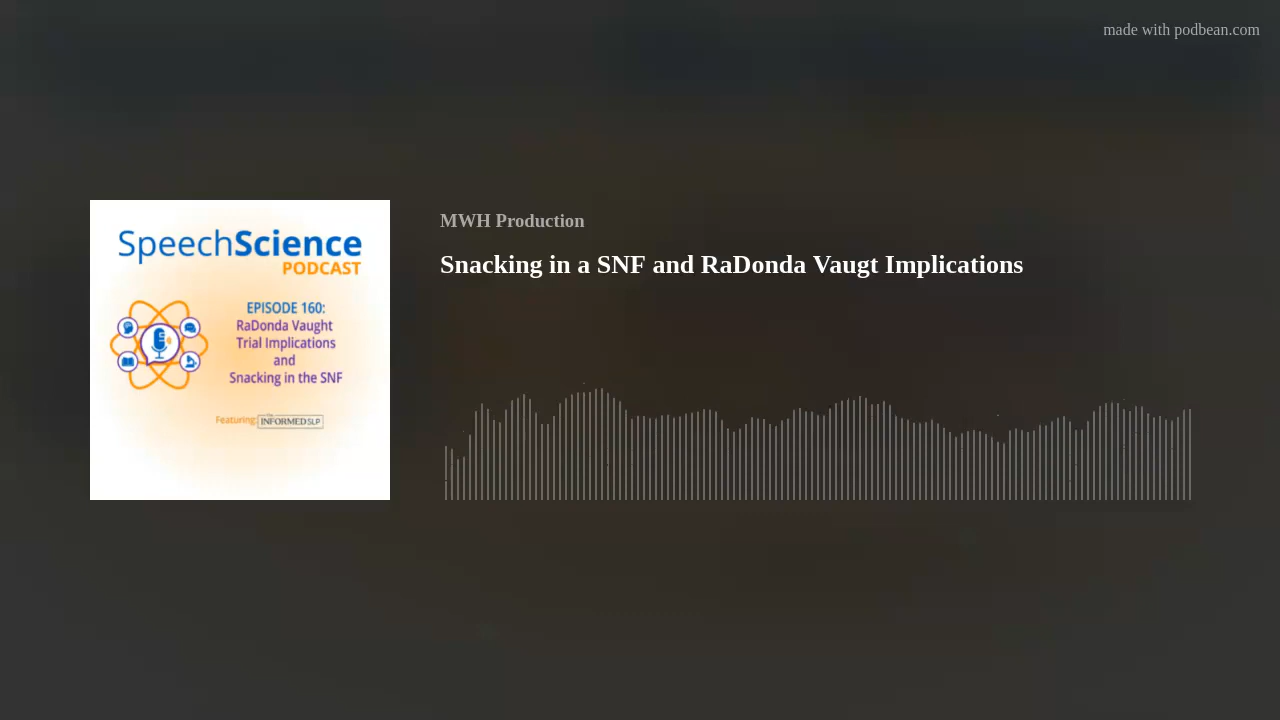 made with podbean.com
SpeechScience
PODCAST
EPISODE 160:
RaDonda Vaught
Trial Implications
and
Snacking in the SNF
Featuring: The INFORMED SLP
MWH Production
Snacking in a SNF and RaDonda Vaugt Implications